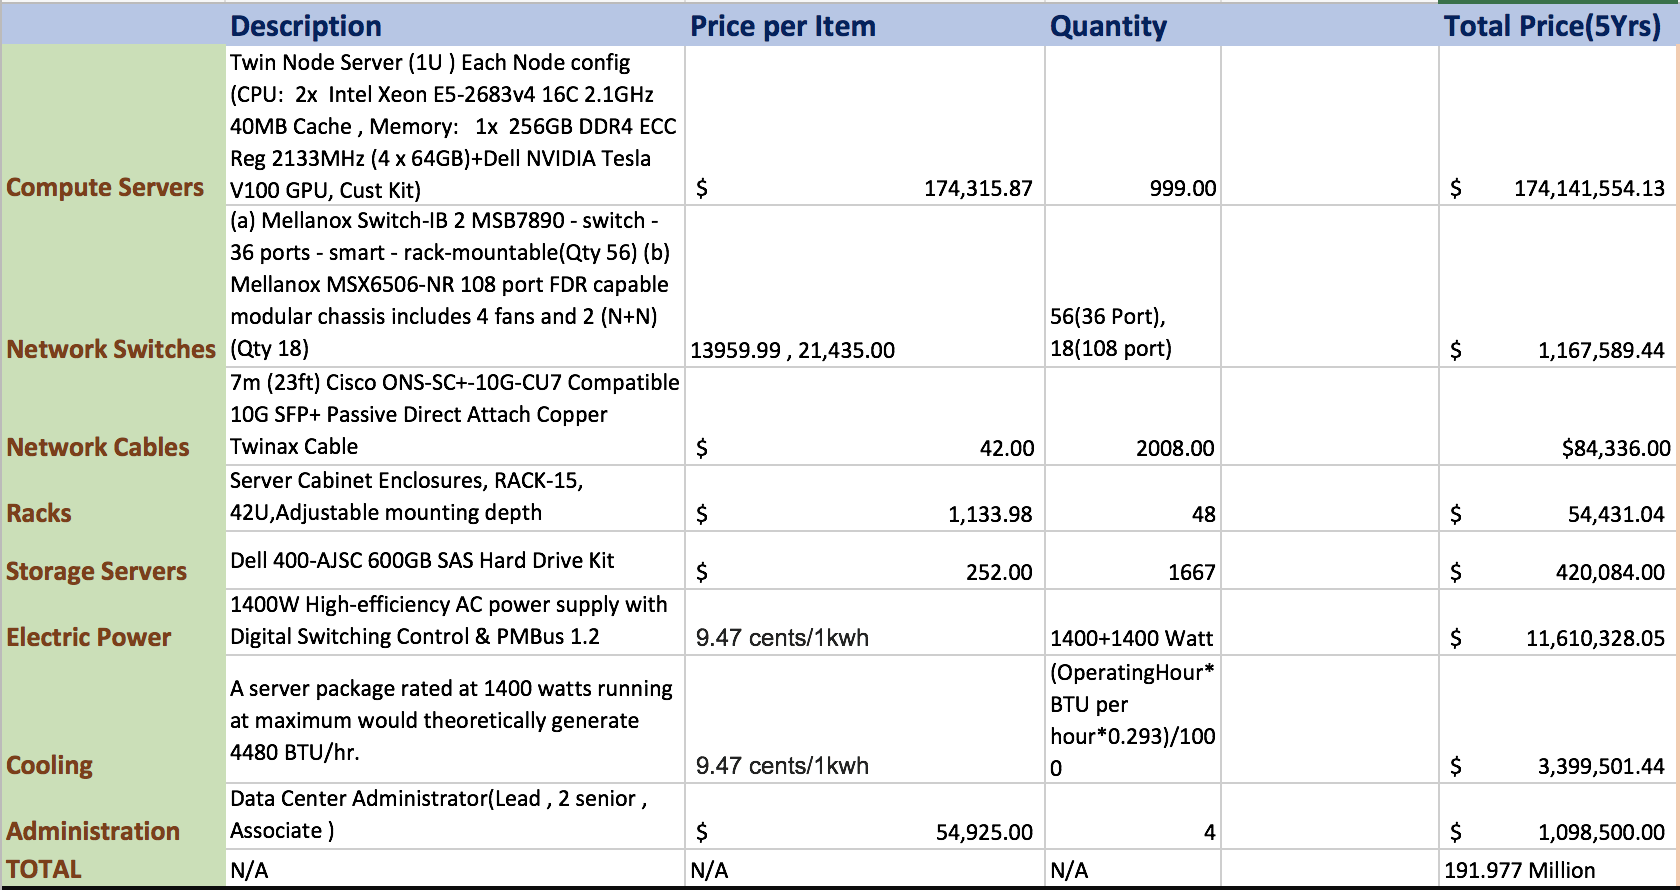 Description Price per Item Quantity Total Price(5Yrs)
Twin Node Server (1U ) Each Node config
(CPU:  2x  Intel Xeon E5-2683v4 16C 2.1GHz
40MB Cache , Memory:   1x  256GB DDR4 ECC
Reg 2133MHz (4 x 64GB)+Dell NVIDIA Tesla
Compute Servers V100 GPU, Cust Kit) $ 174,315.87 999.00 $ 174,141,554.13
(a) Mellanox Switch-IB 2 MSB7890 - switch -
36 ports - smart - rack-mountable(Qty 56) (b)
Mellanox MSX6506-NR 108 port FDR capable
modular chassis includes 4 fans and 2 (N+N) 56(36 Port),
Network Switches (Qty 18) 13959.99 , 21,435.00 18(108 port) $ 1,167,589.44
7m (23ft) Cisco ONS-SC+-10G-CU7 Compatible
10G SFP+ Passive Direct Attach Copper
Network Cables Twinax Cable $ 42.00 2008.00 $84,336.00
Server Cabinet Enclosures, RACK-15,
Racks 42U,Adjustable mounting depth $ 1,133.98 48 $ 54,431.04
Storage Servers Dell 400-AJSC 600GB SAS Hard Drive Kit $ 252.00 1667 $ 420,084.00
1400W High-efficiency AC power supply with
Electric Power Digital Switching Control & PMBus 1.2 9.47 cents/1kwh 1400+1400 Watt $ 11,610,328.05
(OperatingHour*
A server package rated at 1400 watts running BTU per
at maximum would theoretically generate hour*0.293)/100
4480 BTU/hr.
Cooling 9.47 cents/1kwh 0 $ 3,399,501.44
Data Center Administrator(Lead , 2 senior ,
Administration Associate ) $ 54,925.00 4 $ 1,098,500.00
TOTAL N/A N/A N/A 191.977 Million